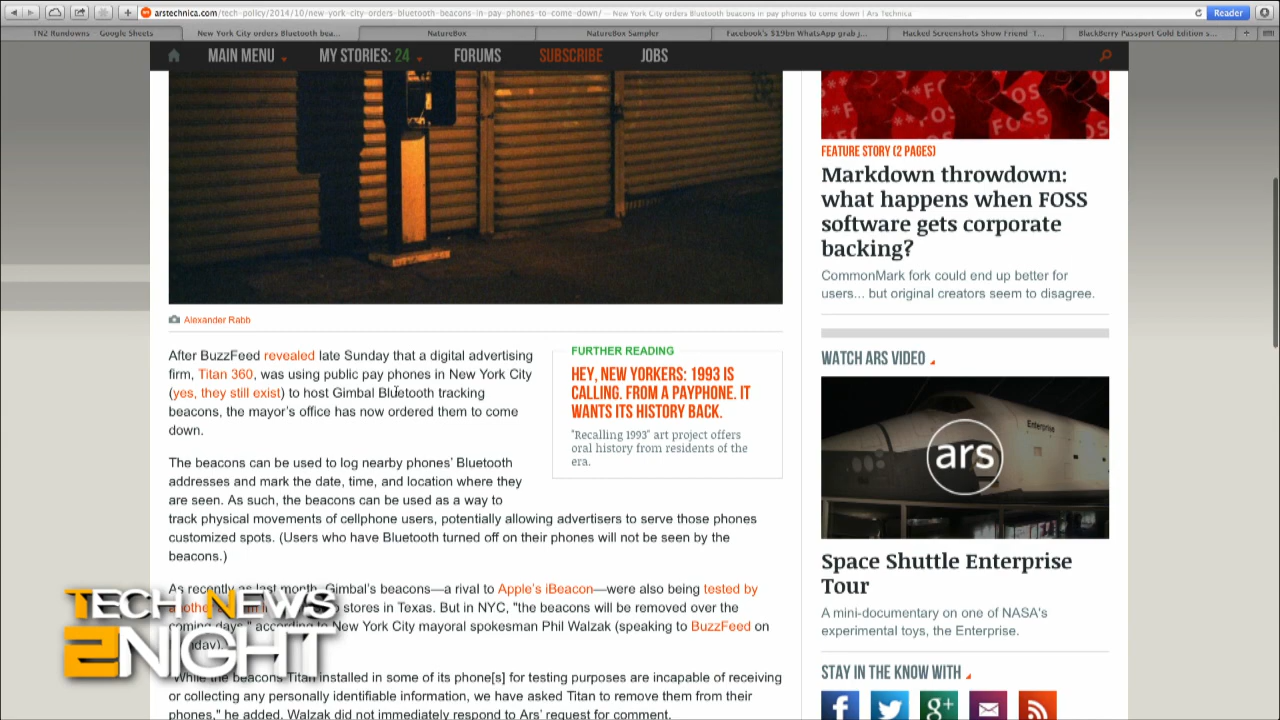 arstechnica.com/tech-policy/2014/10/new-york-city-orders-bluetooth-beacons-in-pay-phones-to-come-down/ — New York City orders Bluetooth beacons in pay phones to come down | Ars Technica
Reader
TN2 Rundowns - Google Sheets
New York City orders Bluetooth bea...
NatureBox
NatureBox Sampler
Facebook's $19bn WhatsApp grab j...
Hacked Screenshots Show Friend-T...
BlackBerry Passport Gold Edition s...
MAIN MENU
MY STORIES: 24
FORUMS
SUBSCRIBE
JOBS
Alexander Rabb
After BuzzFeed revealed late Sunday that a digital advertising
firm, Titan 360, was using public pay phones in New York City
(yes, they still exist) to host Gimbal Bluetooth tracking
beacons, the mayor's office has now ordered them to come
down.
FURTHER READING
HEY, NEW YORKERS: 1993 IS
CALLING. FROM A PAYPHONE. IT
WANTS ITS HISTORY BACK.
"Recalling 1993" art project offers
oral history from residents of the
era.
The beacons can be used to log nearby phones' Bluetooth
addresses and mark the date, time, and location where they
are seen. As such, the beacons can be used as a way to
track physical movements of cellphone users, potentially allowing advertisers to serve those phones
customized spots. (Users who have Bluetooth turned off on their phones will not be seen by the
beacons.)
As recently as last month, Gimbal's beacons—a rival to Apple's iBeacon—were also being tested by
stores in Texas. But in NYC, "the beacons will be removed over the
coming days," according to New York City mayoral spokesman Phil Walzak (speaking to BuzzFeed on
"While the beacons Titan installed in some of its phone[s] for testing purposes are incapable of receiving
or collecting any personally identifiable information, we have asked Titan to remove them from their
phones," he added. Walzak did not immediately respond to Ars' request for comment.
TECH NEWS
2NIGHT
FOSS
FOSS
FEATURE STORY (2 PAGES)
Markdown throwdown:
what happens when FOSS
software gets corporate
backing?
CommonMark fork could end up better for
users... but original creators seem to disagree.
WATCH ARS VIDEO
Enterprise
ars
Space Shuttle Enterprise
Tour
A mini-documentary on one of NASA's
experimental toys, the Enterprise.
STAY IN THE KNOW WITH